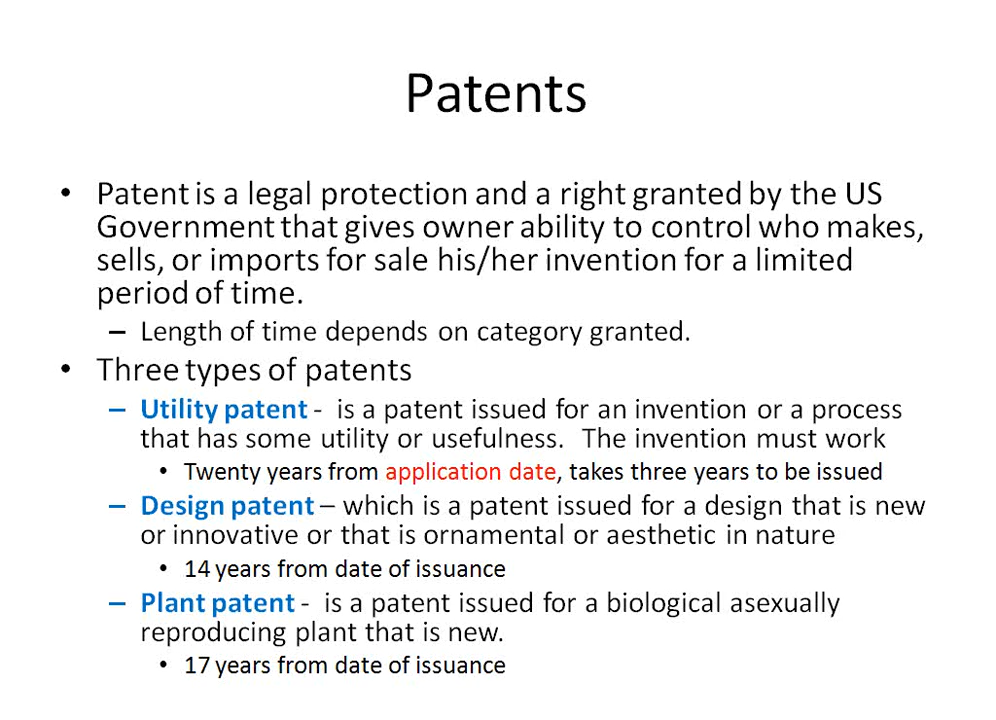 Patents
• Patent is a legal protection and a right granted by the US
Government that gives owner ability to control who makes,
sells, or imports for sale his/her invention for a limited
period of time.
– Length of time depends on category granted.
• Three types of patents
– Utility patent - is a patent issued for an invention or a process
that has some utility or usefulness. The invention must work
• Twenty years from application date, takes three years to be issued
– Design patent – which is a patent issued for a design that is new
or innovative or that is ornamental or aesthetic in nature
• 14 years from date of issuance
– Plant patent - is a patent issued for a biological asexually
reproducing plant that is new.
• 17 years from date of issuance